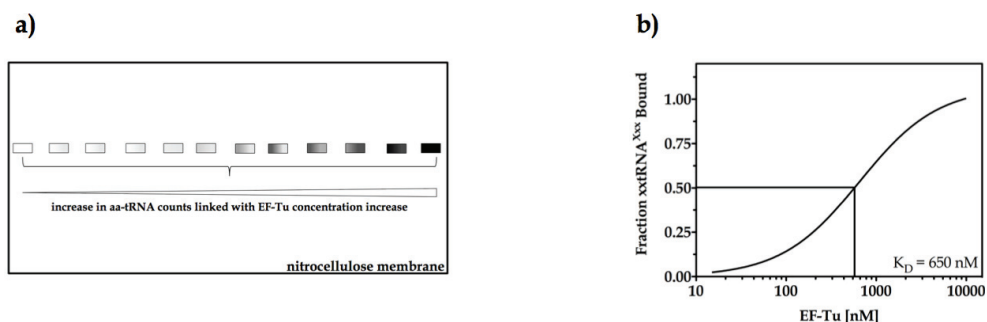 a)
increase in aa-tRNA counts linked with EF-Tu concentration increase
nitrocellulose membrane
b)
Fraction xxtRNA^Xxx Bound
1.00
0.75
0.50
0.25
0.00
K_D = 650 nM
10
100
1000
10000
EF-Tu [nM]